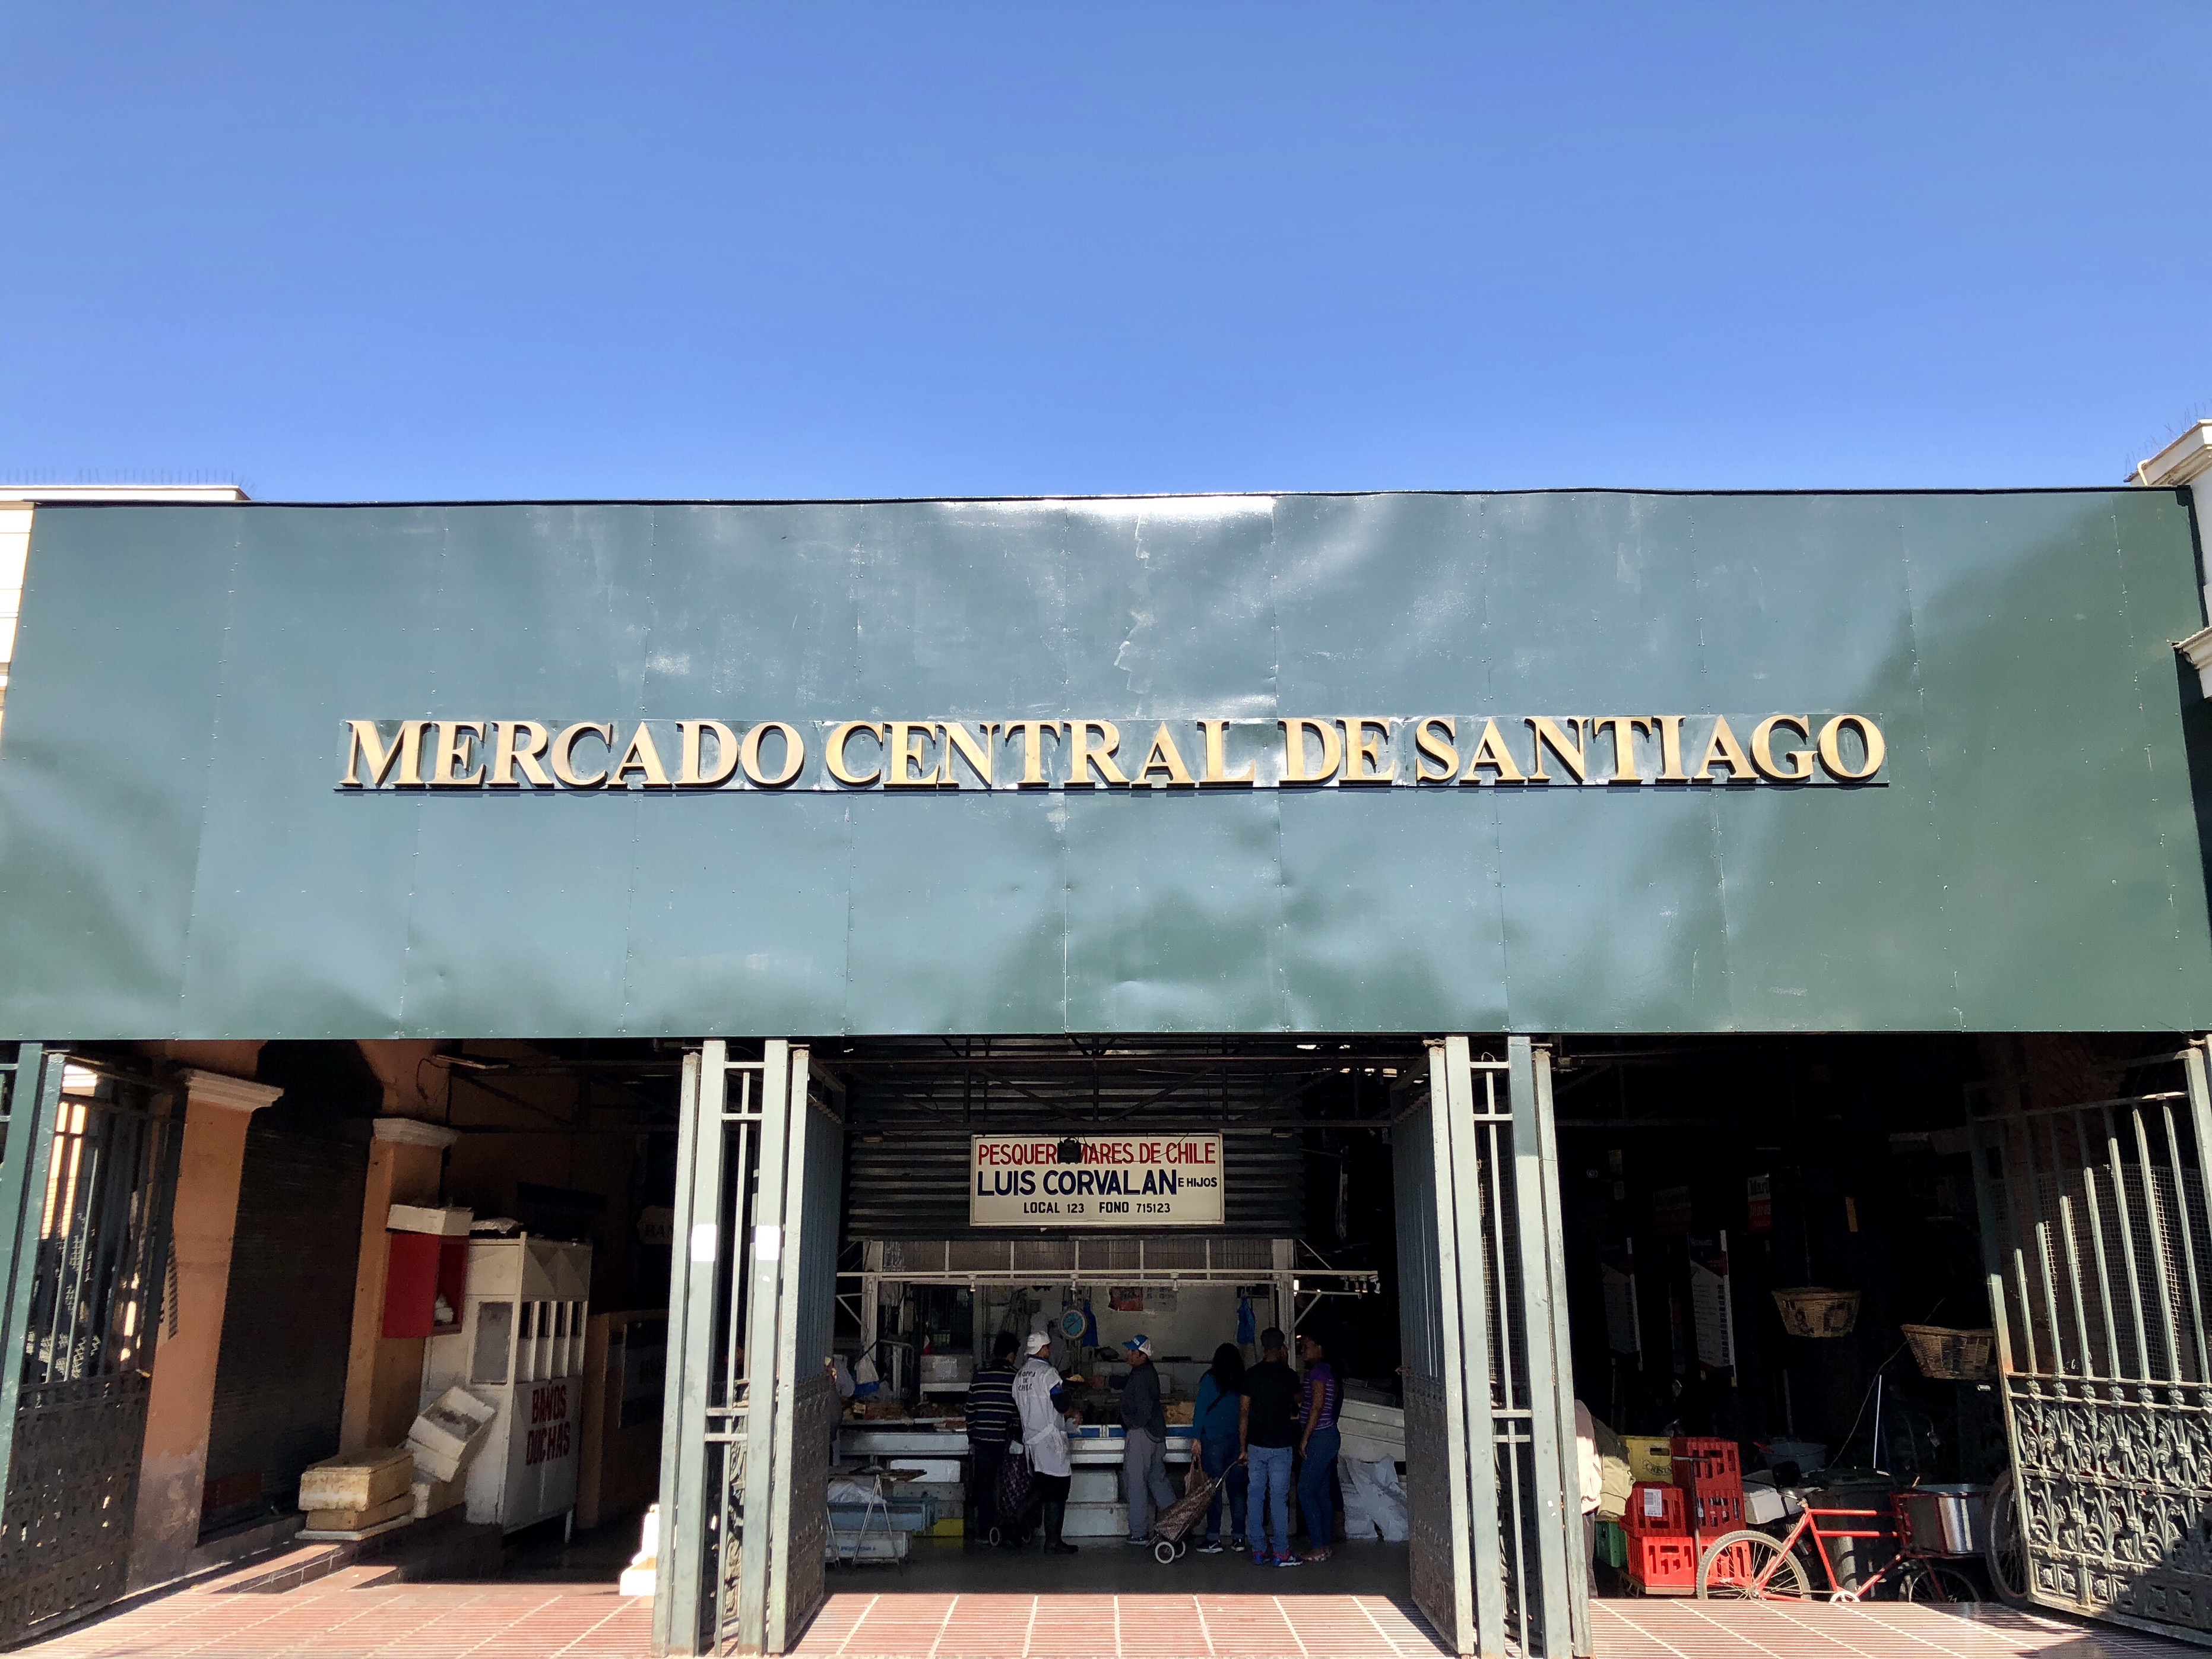 MERCADO CENTRAL DE SANTIAGO
PESQUER MARES DE CHILE
LUIS CORVALAN E HIJOS
LOCAL 123 FONO 715123
BAÑOS
DUCHAS